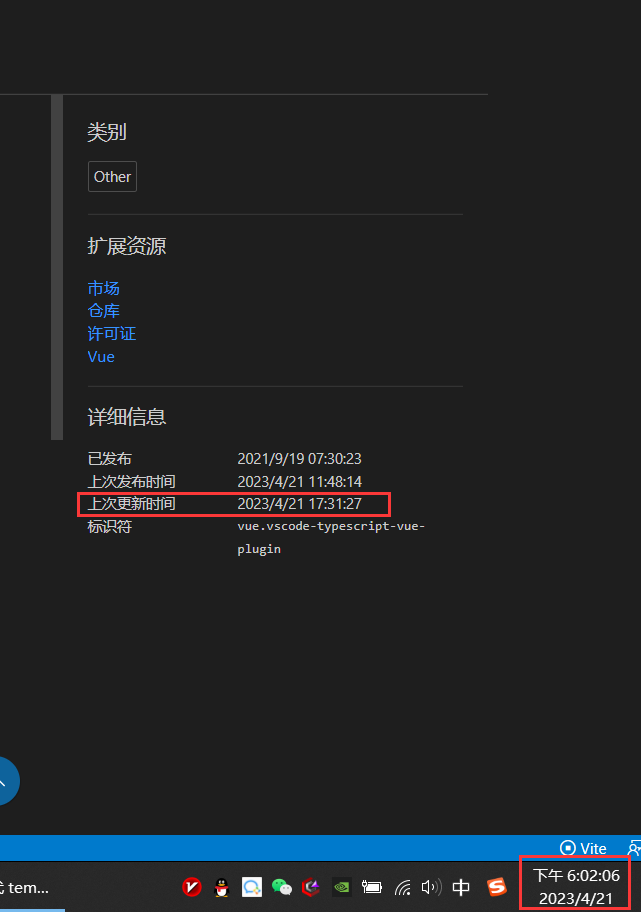 类别
Other
扩展资源
市场
仓库
许可证
Vue
详细信息
已发布 2021/9/19 07:30:23
上次发布时间 2023/4/21 11:48:14
上次更新时间 2023/4/21 17:31:27
标识符 vue.vscode-typescript-vue-
plugin
Vite
tem...
中
下午 6:02:06
2023/4/21